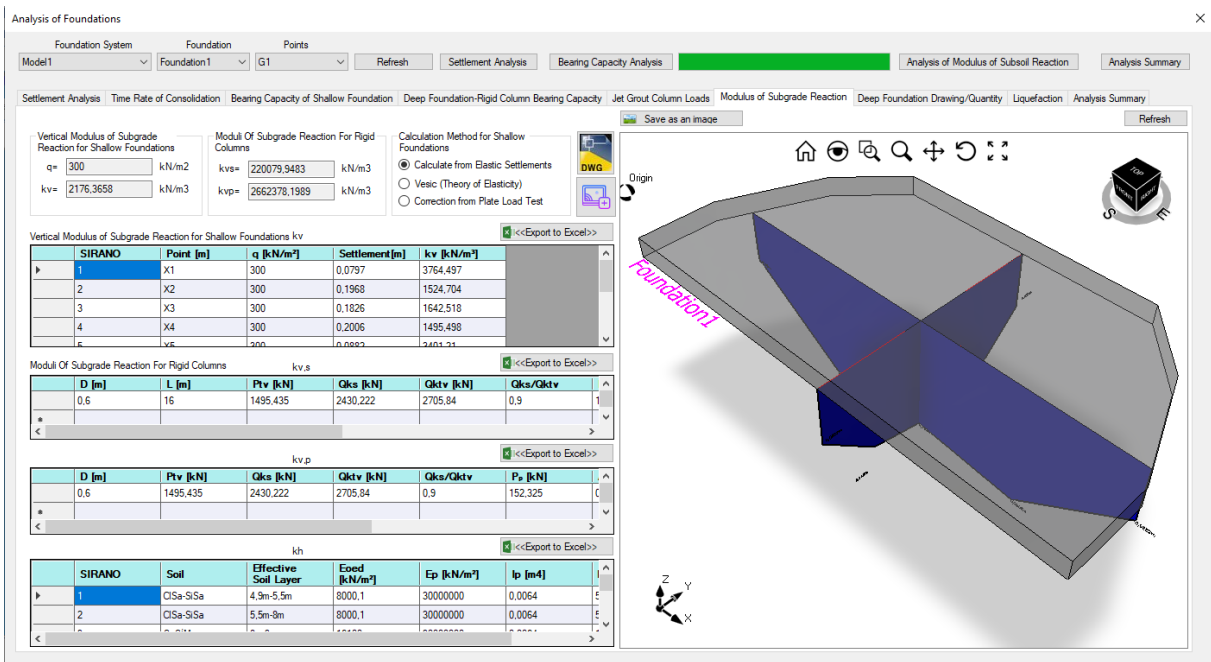 Analysis of Foundations
Foundation System Foundation Points
Model1 Foundation1 G1 Refresh Settlement Analysis Bearing Capacity Analysis Analysis of Modulus of Subsoil Reaction Analysis Summary
Settlement Analysis Time Rate of Consolidation Bearing Capacity of Shallow Foundation Deep Foundation-Rigid Column Bearing Capacity Jet Grout Column Loads Modulus of Subgrade Reaction Deep Foundation Drawing/Quantity Liquefaction Analysis Summary
Save as an image Refresh
Vertical Modulus of Subgrade Reaction for Shallow Foundations
q= 300 kN/m2
kv= 2176,3658 kN/m3
Moduli Of Subgrade Reaction For Rigid Columns
kvs= 220079,9483 kN/m3
kvp= 2662378,1989 kN/m3
Calculation Method for Shallow Foundations
Calculate from Elastic Settlements
Vesic (Theory of Elasticity)
Correction from Plate Load Test
DWG
Vertical Modulus of Subgrade Reaction for Shallow Foundations kv <<Export to Excel>>
SIRANO Point [m] q [kN/m²] Settlement[m] kv [kN/m³]
1 X1 300 0,0797 3764,497
2 X2 300 0,1968 1524,704
3 X3 300 0,1826 1642,518
4 X4 300 0,2006 1495,498
5 X5 300 0,0882 3401,21
Moduli Of Subgrade Reaction For Rigid Columns kv,s <<Export to Excel>>
D [m] L [m] Ptv [kN] Qks [kN] Qktv [kN] Qks/Qktv
0,6 16 1495,435 2430,222 2705,84 0,9 1
*
kv,p <<Export to Excel>>
D [m] Ptv [kN] Qks [kN] Qktv [kN] Qks/Qktv Pₚ [kN]
0,6 1495,435 2430,222 2705,84 0,9 152,325
*
kh <<Export to Excel>>
SIRANO Soil Effective Soil Layer Eoed [kN/m²] Ep [kN/m²] Ip [m4]
1 ClSa-SiSa 4,9m-5,5m 8000,1 30000000 0,0064 5
2 ClSa-SiSa 5,5m-8m 8000,1 30000000 0,0064 5
Origin
Foundation1
TOP
FRONT RIGHT
S E
Z Y
X